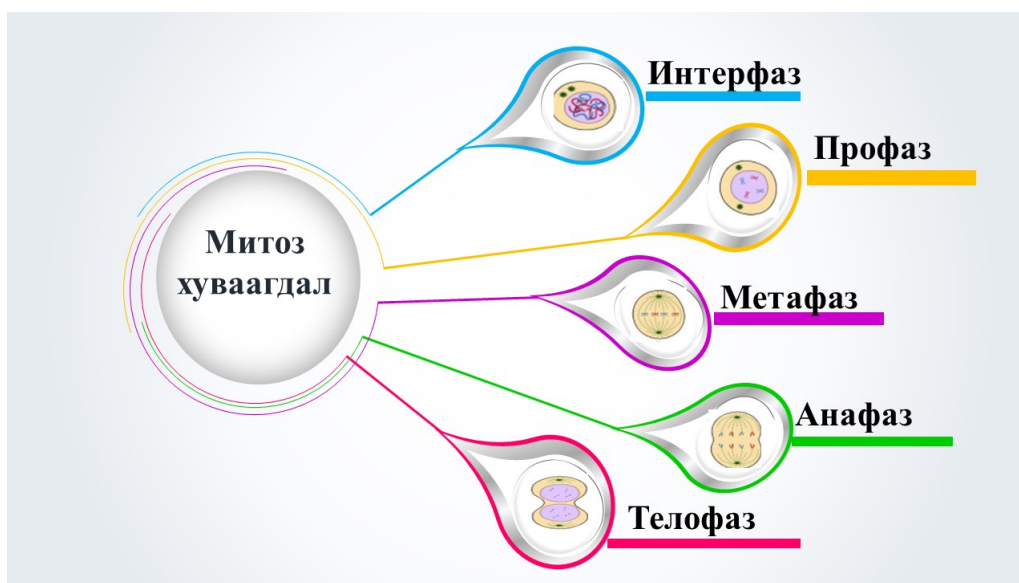 Митоз
хуваагдал
Интерфаз
Профаз
Метафаз
Анафаз
Телофаз